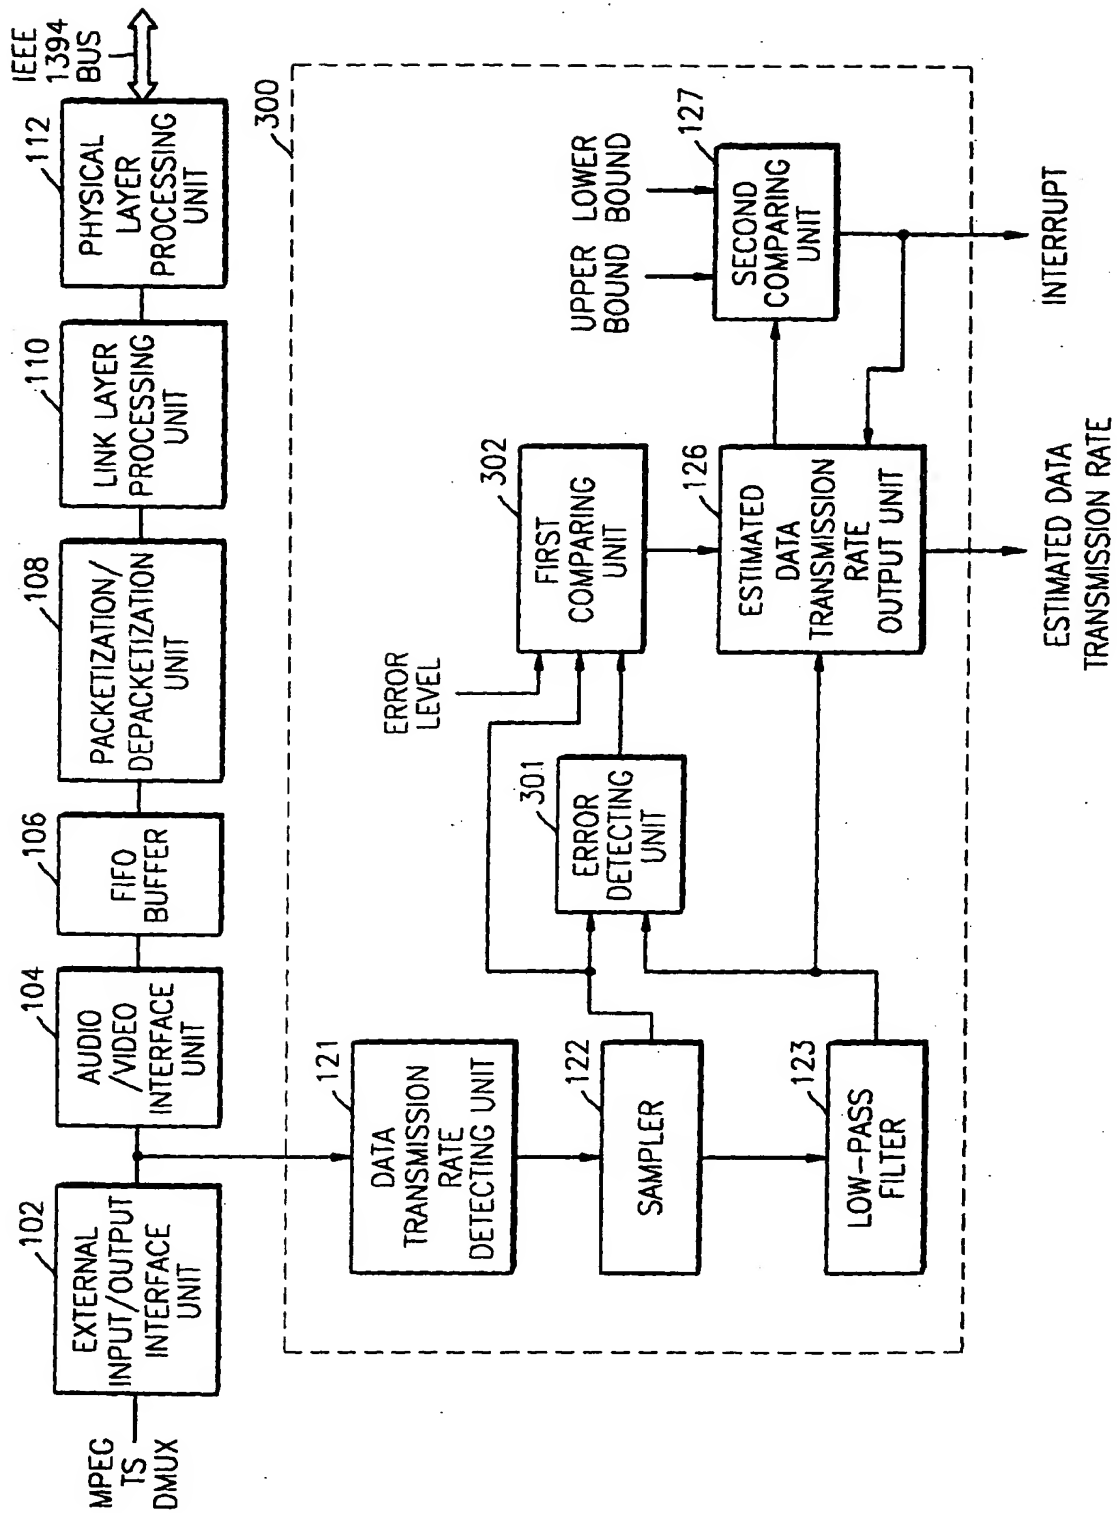 MPEG
TS
DMUX
102
EXTERNAL
INPUT/OUTPUT
INTERFACE
UNIT
104
AUDIO
/VIDEO
INTERFACE
UNIT
106
FIFO
BUFFER
108
PACKETIZATION/
DEPACKETIZATION
UNIT
110
LINK LAYER
PROCESSING
UNIT
112
PHYSICAL
LAYER
PROCESSING
UNIT
IEEE
1394
BUS
300
121
DATA
TRANSMISSION
RATE
DETECTING UNIT
122
SAMPLER
123
LOW-PASS
FILTER
301
ERROR
DETECTING
UNIT
ERROR
LEVEL
302
FIRST
COMPARING
UNIT
126
ESTIMATED
DATA
TRANSMISSION
RATE
OUTPUT UNIT
UPPER
BOUND
LOWER
BOUND
127
SECOND
COMPARING
UNIT
ESTIMATED DATA
TRANSMISSION RATE
INTERRUPT